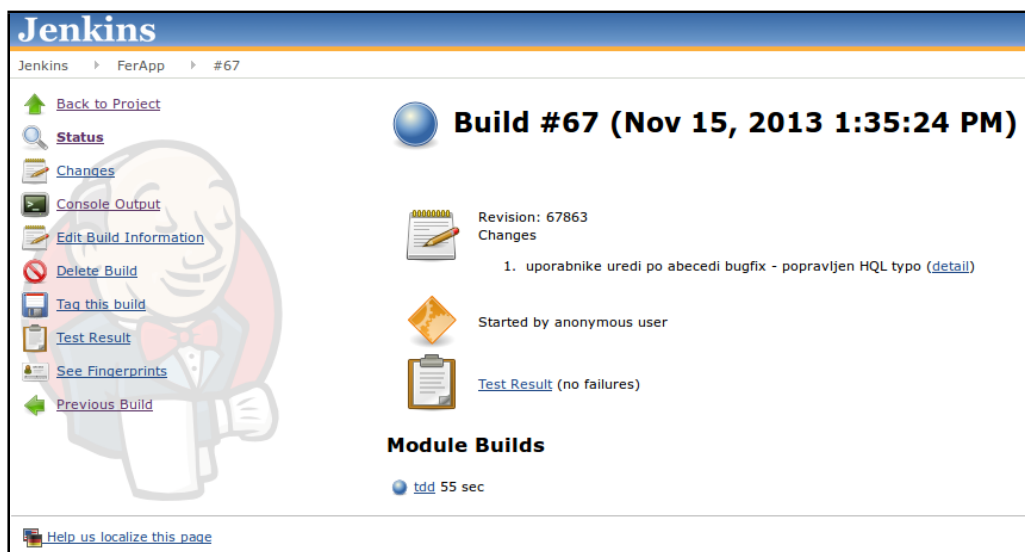 Jenkins
Jenkins FerApp #67
Back to Project
Status
Changes
Console Output
Edit Build Information
Delete Build
Tag this build
Test Result
See Fingerprints
Previous Build
Build #67 (Nov 15, 2013 1:35:24 PM)
Revision: 67863
Changes
1. uporabnike uredi po abecedi bugfix - popravljen HQL typo (detail)
Started by anonymous user
Test Result (no failures)
Module Builds
tdd 55 sec
Help us localize this page